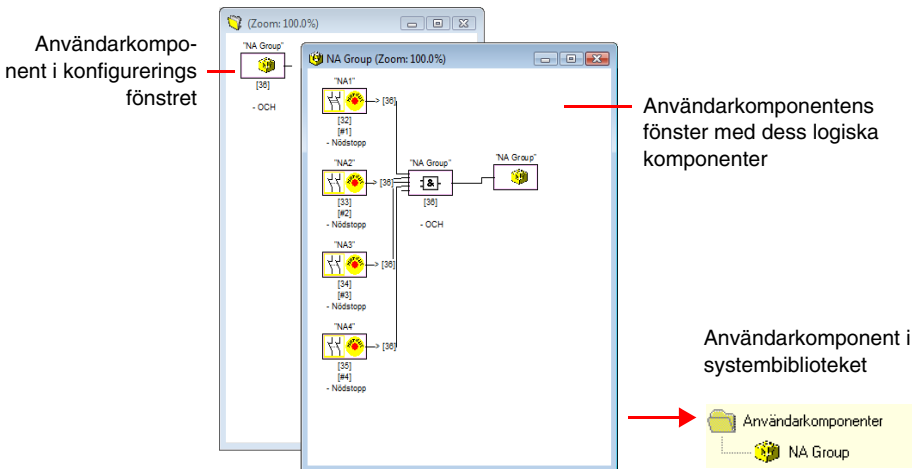 (Zoom: 100.0%)
Användarkompo-
nent i konfigurerings
fönstret
"NA Group"
[36]
- OCH
NA Group (Zoom: 100.0%)
"NA1"
-> [36]
[32]
[#1]
- Nödstopp
"NA2"
-> [36]
[33]
[#2]
- Nödstopp
"NA3"
-> [36]
[34]
[#3]
- Nödstopp
"NA4"
-> [36]
[35]
[#4]
- Nödstopp
"NA Group"
&
[36]
- OCH
"NA Group"
Användarkomponentens
fönster med dess logiska
komponenter
Användarkomponent i
systembiblioteket
Användarkomponenter
NA Group